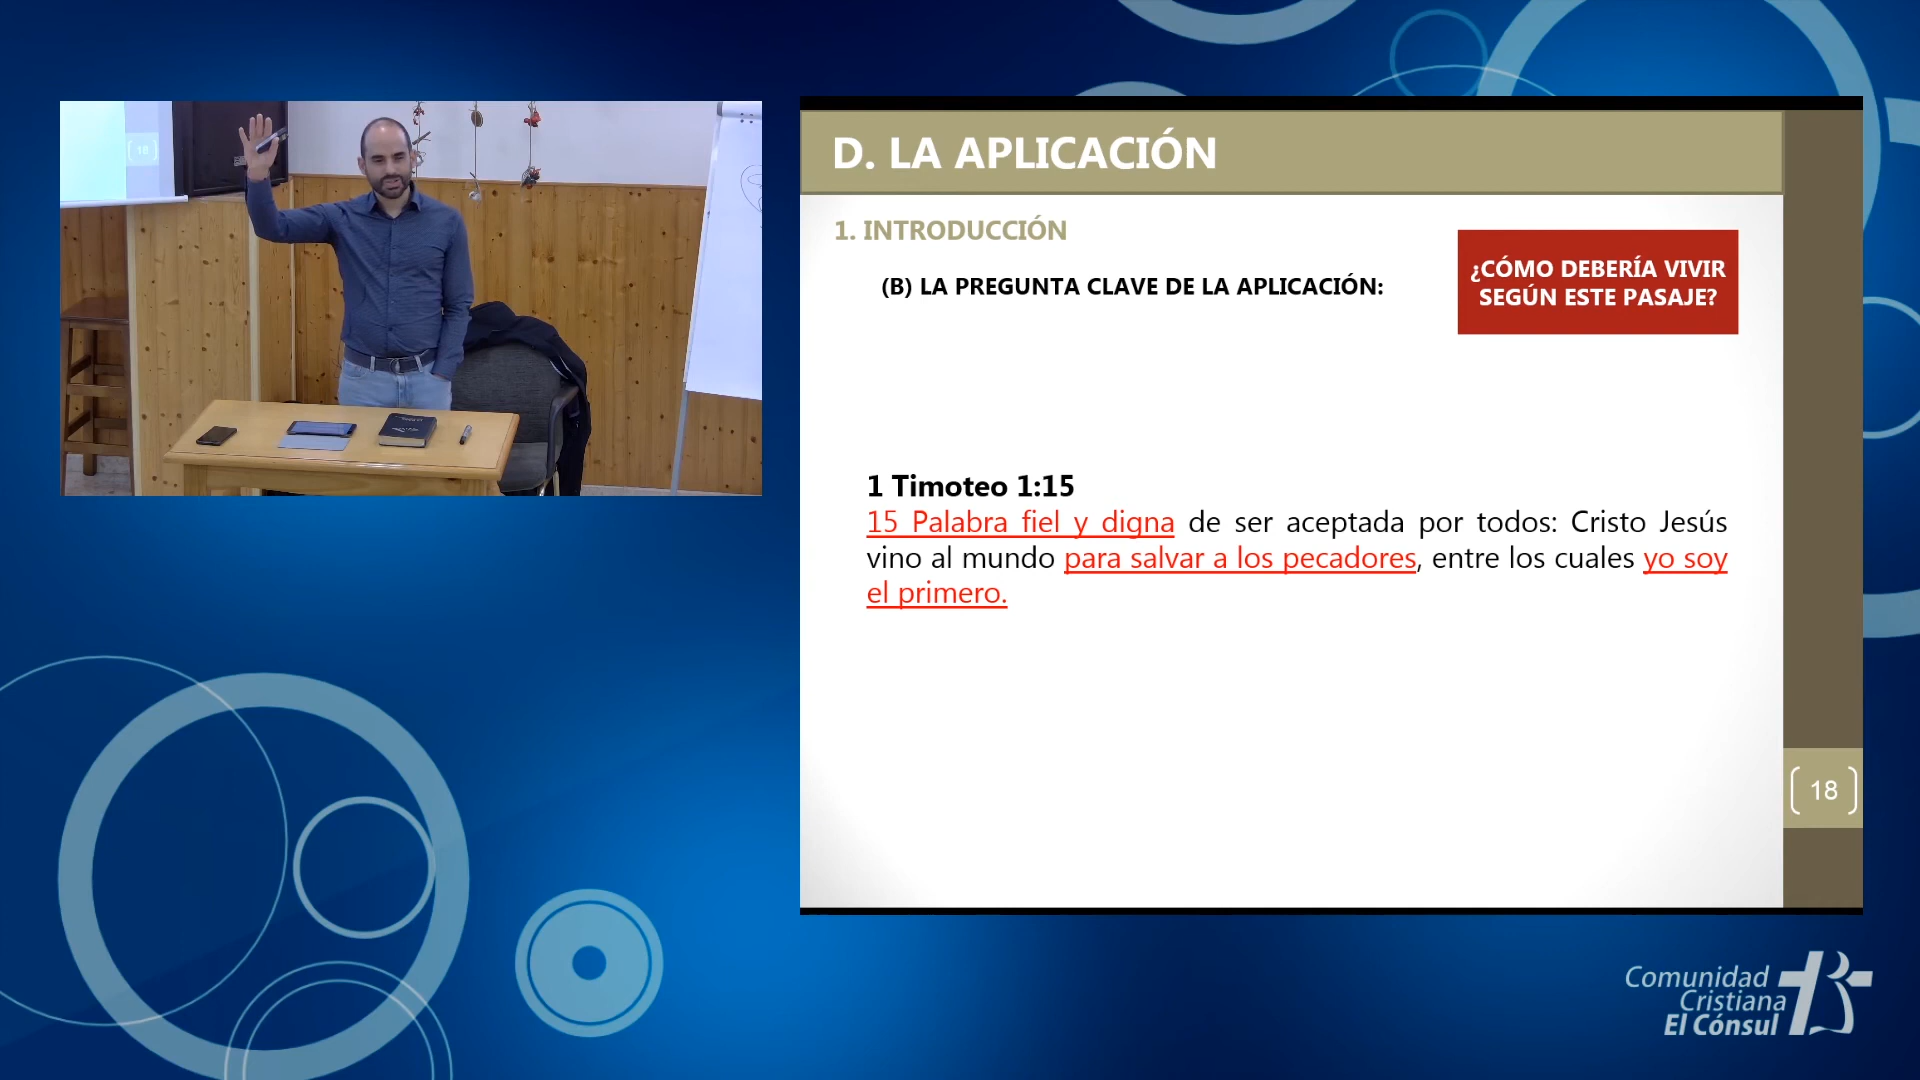 D. LA APLICACIÓN
1. INTRODUCCIÓN
(B) LA PREGUNTA CLAVE DE LA APLICACIÓN:
¿CÓMO DEBERÍA VIVIR
SEGÚN ESTE PASAJE?
1 Timoteo 1:15
15 Palabra fiel y digna de ser aceptada por todos: Cristo Jesús
vino al mundo para salvar a los pecadores, entre los cuales yo soy
el primero.
18
18
Comunidad
Cristiana
El Cónsul